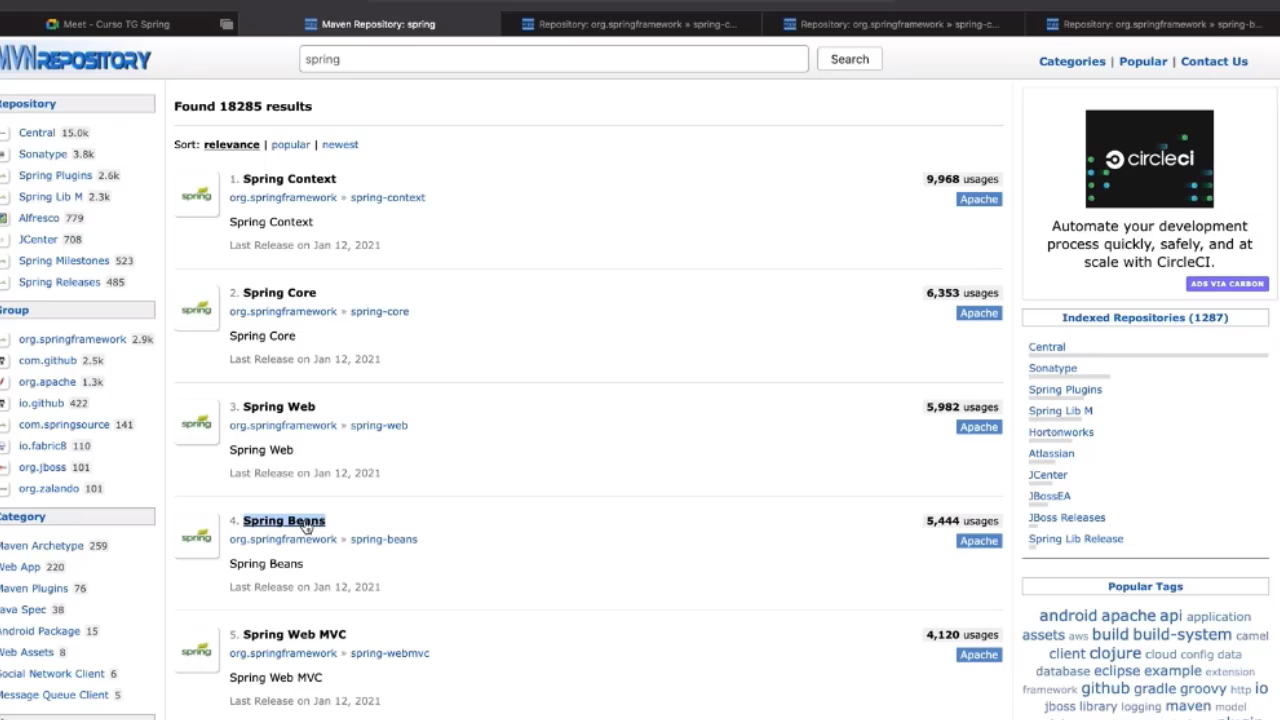 Meet - Curso TG Spring
Maven Repository: spring
Repository: org.springframework » spring-c...
Repository: org.springframework » spring-c...
Repository: org.springframework » spring-b...
MVNREPOSITORY
spring
Search
Categories | Popular | Contact Us
Repository
Central 15.0k
Sonatype 3.8k
Spring Plugins 2.6k
Spring Lib M 2.3k
Alfresco 779
JCenter 708
Spring Milestones 523
Spring Releases 485
Group
org.springframework 2.9k
com.github 2.5k
org.apache 1.3k
io.github 422
com.springsource 141
io.fabric8 110
org.jboss 101
org.zalando 101
Category
Maven Archetype 259
Web App 220
Maven Plugins 76
Java Spec 38
Android Package 15
Web Assets 8
Social Network Client 6
Message Queue Client 5
Found 18285 results
Sort: relevance | popular | newest
spring
1. Spring Context
9,968 usages
org.springframework » spring-context
Apache
Spring Context
Last Release on Jan 12, 2021
spring
2. Spring Core
6,353 usages
org.springframework » spring-core
Apache
Spring Core
Last Release on Jan 12, 2021
spring
3. Spring Web
5,982 usages
org.springframework » spring-web
Apache
Spring Web
Last Release on Jan 12, 2021
spring
4. Spring Beans
5,444 usages
org.springframework » spring-beans
Apache
Spring Beans
Last Release on Jan 12, 2021
spring
5. Spring Web MVC
4,120 usages
org.springframework » spring-webmvc
Apache
Spring Web MVC
Last Release on Jan 12, 2021
circleci
Automate your development
process quickly, safely, and at
scale with CircleCI.
ADS VIA CARBON
Indexed Repositories (1287)
Central
Sonatype
Spring Plugins
Spring Lib M
Hortonworks
Atlassian
JCenter
JBossEA
JBoss Releases
Spring Lib Release
Popular Tags
android apache api application
assets aws build build-system camel
client clojure cloud config data
database eclipse example extension
framework github gradle groovy http io
jboss library logging maven model